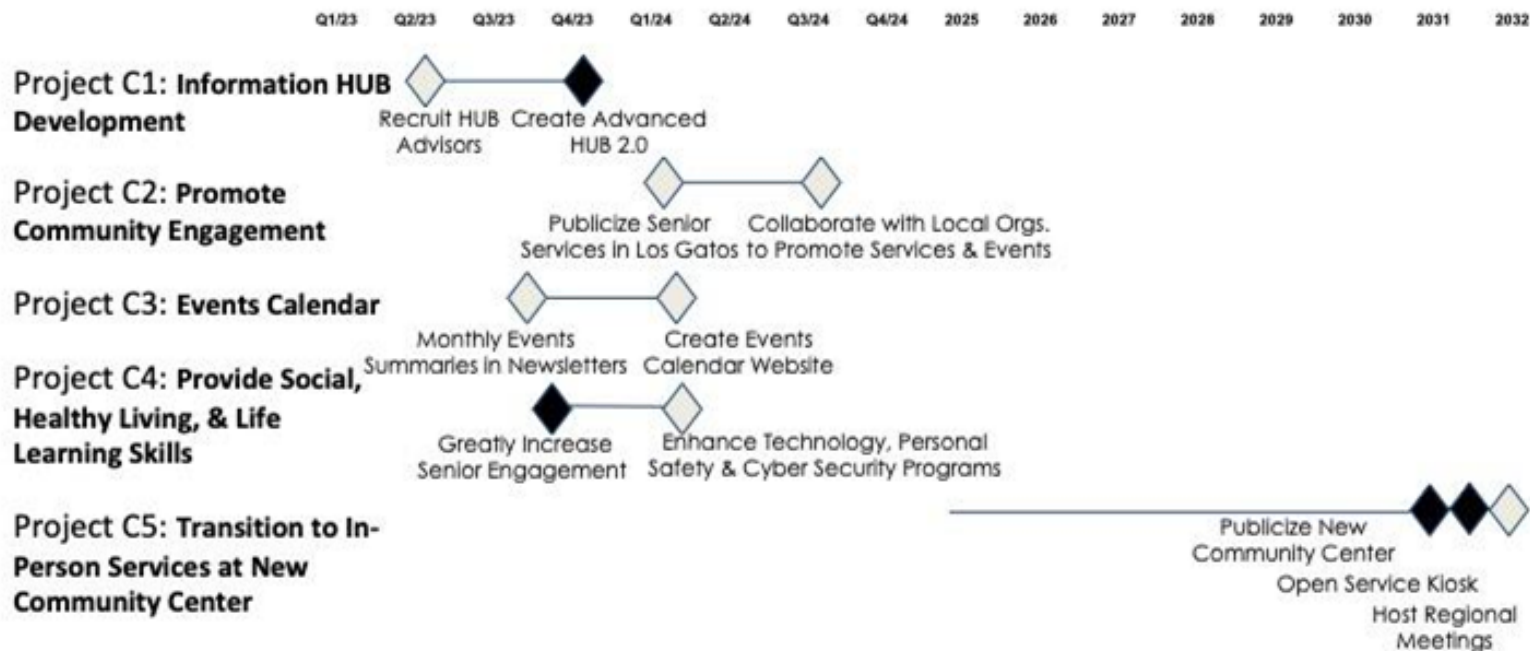 Q1/23 Q2/23 Q3/23 Q4/23 Q1/24 Q2/24 Q3/24 Q4/24 2025 2026 2027 2028 2029 2030 2031 2032
Project C1: Information HUB
Development
Recruit HUB
Advisors
Create Advanced
HUB 2.0
Project C2: Promote
Community Engagement
Publicize Senior
Services in Los Gatos
Collaborate with Local Orgs.
to Promote Services & Events
Project C3: Events Calendar
Monthly Events
Summaries in Newsletters
Create Events
Calendar Website
Project C4: Provide Social,
Healthy Living, & Life
Learning Skills
Greatly Increase
Senior Engagement
Enhance Technology, Personal
Safety & Cyber Security Programs
Project C5: Transition to In-
Person Services at New
Community Center
Publicize New
Community Center
Open Service Kiosk
Host Regional
Meetings